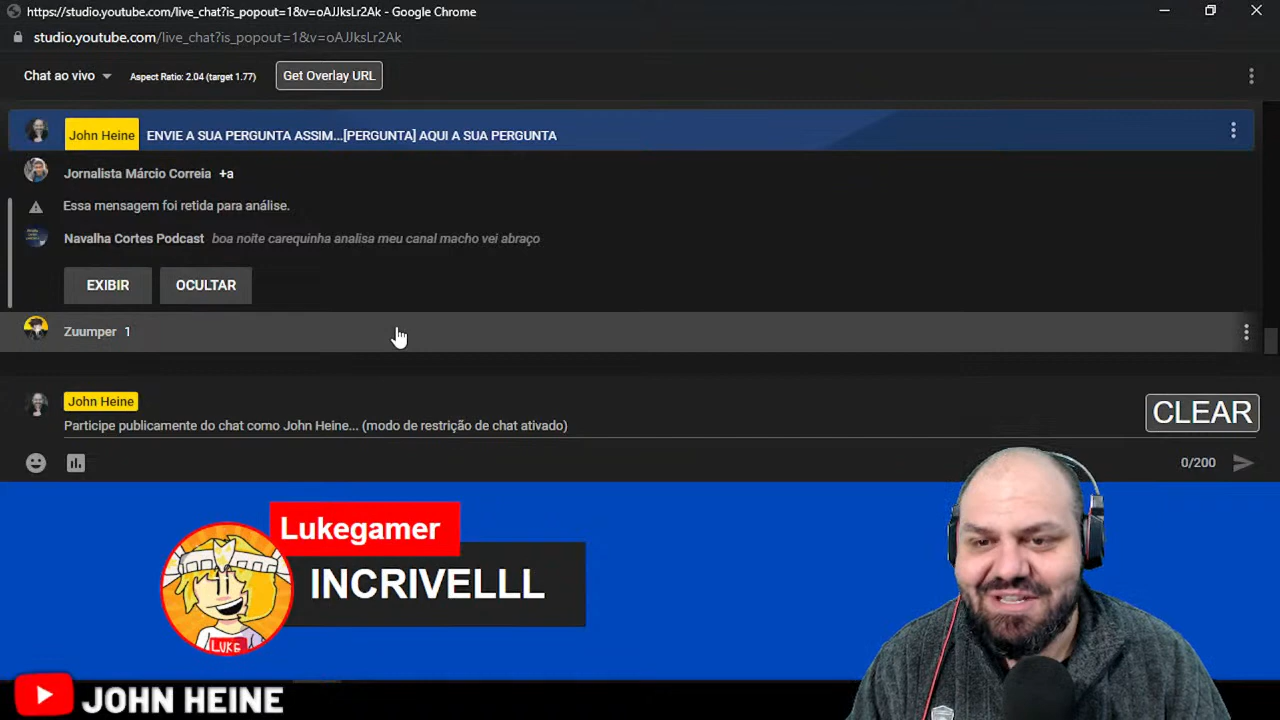 https://studio.youtube.com/live_chat?is_popout=1&v=oAJJksLr2Ak - Google Chrome
studio.youtube.com/live_chat?is_popout=1&v=oAJJksLr2Ak
Chat ao vivo Aspect Ratio: 2.04 (target 1.77) Get Overlay URL
John Heine ENVIE A SUA PERGUNTA ASSIM...[PERGUNTA] AQUI A SUA PERGUNTA
Jornalista Márcio Correia +a
Essa mensagem foi retida para análise.
Navalha Cortes Podcast boa noite carequinha analisa meu canal macho vei abraço
EXIBIR OCULTAR
Zuumper 1
John Heine
CLEAR
Participe publicamente do chat como John Heine... (modo de restrição de chat ativado)
0/200
Lukegamer
INCRIVELLL
LUKE
JOHN HEINE